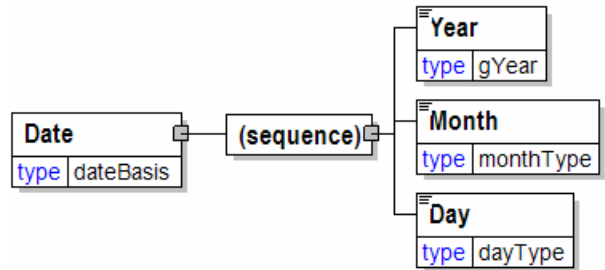 Year
type gYear
Date
type dateBasis
(sequence)
Month
type monthType
Day
type dayType